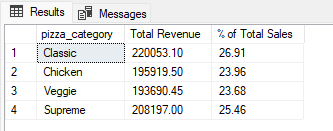 Results Messages
pizza_category Total Revenue % of Total Sales
1 Classic 220053.10 26.91
2 Chicken 195919.50 23.96
3 Veggie 193690.45 23.68
4 Supreme 208197.00 25.46